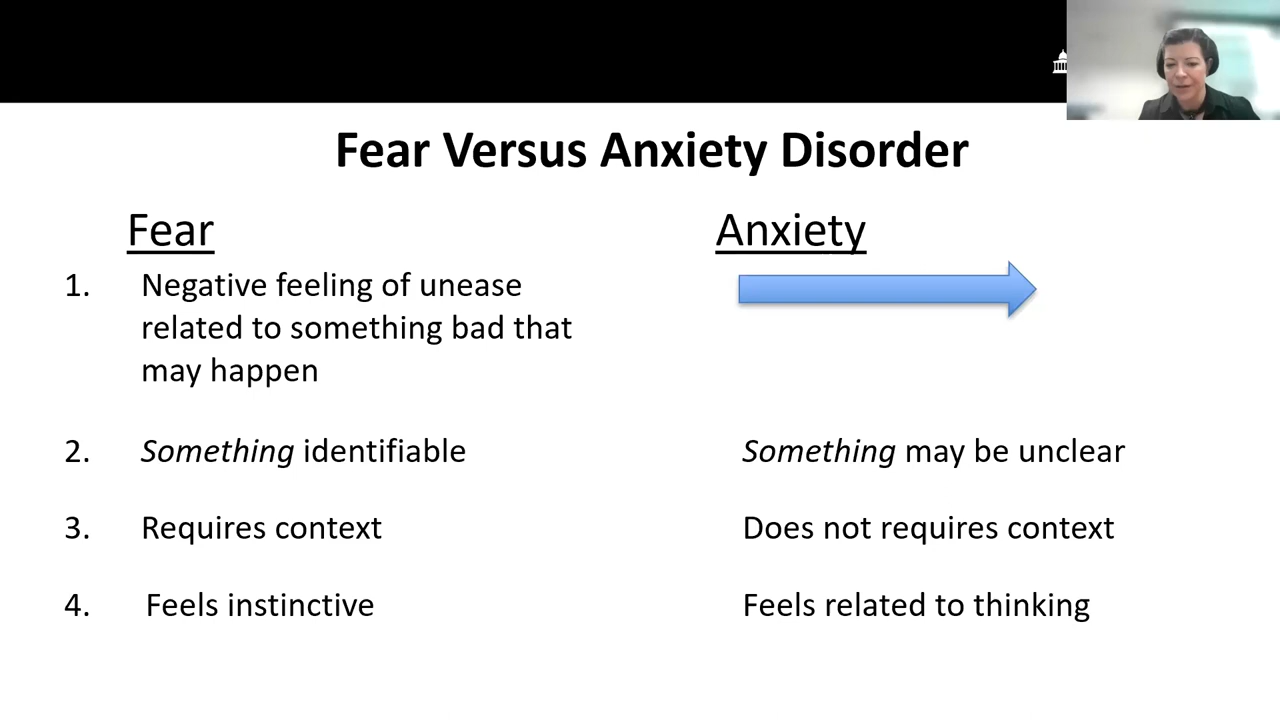 Fear Versus Anxiety Disorder
Fear
Anxiety
1. Negative feeling of unease
related to something bad that
may happen
2. Something identifiable
Something may be unclear
3. Requires context
Does not requires context
4. Feels instinctive
Feels related to thinking